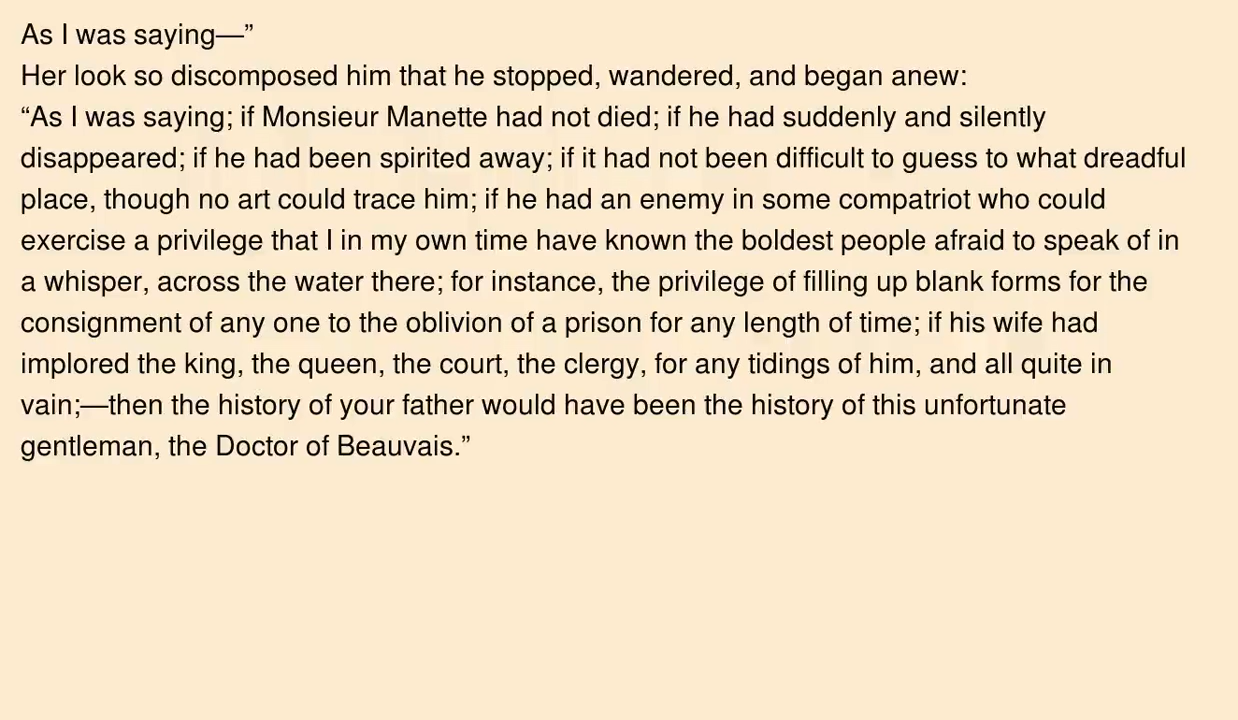 As I was saying—”
Her look so discomposed him that he stopped, wandered, and began anew:
“As I was saying; if Monsieur Manette had not died; if he had suddenly and silently
disappeared; if he had been spirited away; if it had not been difficult to guess to what dreadful
place, though no art could trace him; if he had an enemy in some compatriot who could
exercise a privilege that I in my own time have known the boldest people afraid to speak of in
a whisper, across the water there; for instance, the privilege of filling up blank forms for the
consignment of any one to the oblivion of a prison for any length of time; if his wife had
implored the king, the queen, the court, the clergy, for any tidings of him, and all quite in
vain;—then the history of your father would have been the history of this unfortunate
gentleman, the Doctor of Beauvais.”